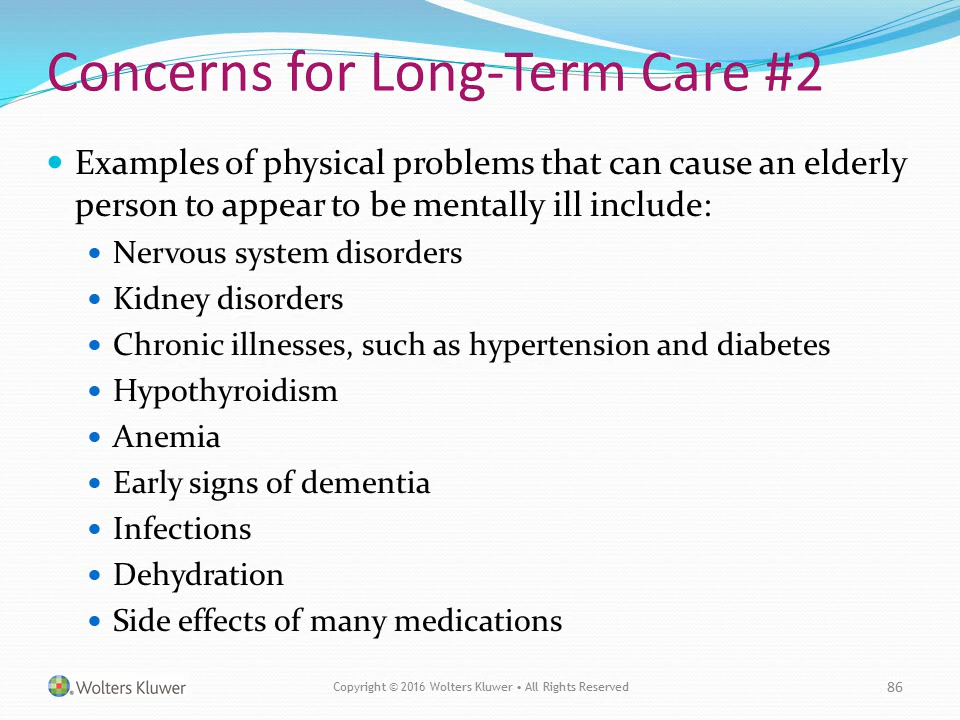 Concerns for Long-Term Care #2
• Examples of physical problems that can cause an elderly
person to appear to be mentally ill include:
• Nervous system disorders
• Kidney disorders
• Chronic illnesses, such as hypertension and diabetes
• Hypothyroidism
• Anemia
• Early signs of dementia
• Infections
• Dehydration
• Side effects of many medications
Wolters Kluwer
Copyright © 2016 Wolters Kluwer • All Rights Reserved
86